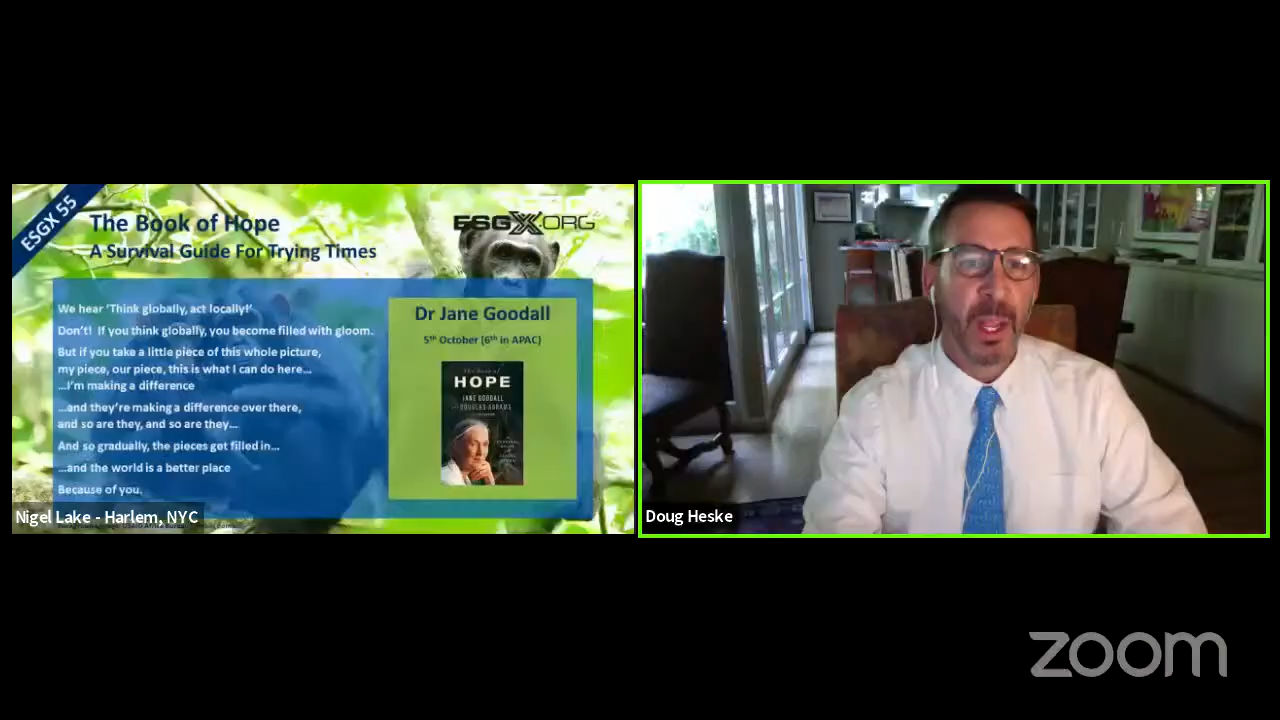 ESGX 55
The Book of Hope
A Survival Guide For Trying Times
ESGXORG
We hear ‘Think globally, act locally!’
Don’t! If you think globally, you become filled with gloom.
But if you take a little piece of this whole picture,
my piece, our piece, this is what I can do here…
…I’m making a difference
…and they’re making a difference over there,
and so are they, and so are they…
And so gradually, the pieces get filled in…
…and the world is a better place
Because of you.
Dr Jane Goodall
5th October (6th in APAC)
The Book of
HOPE
JANE GOODALL
DOUGLAS ABRAMS
Nigel Lake - Harlem, NYC
Doug Heske
zoom